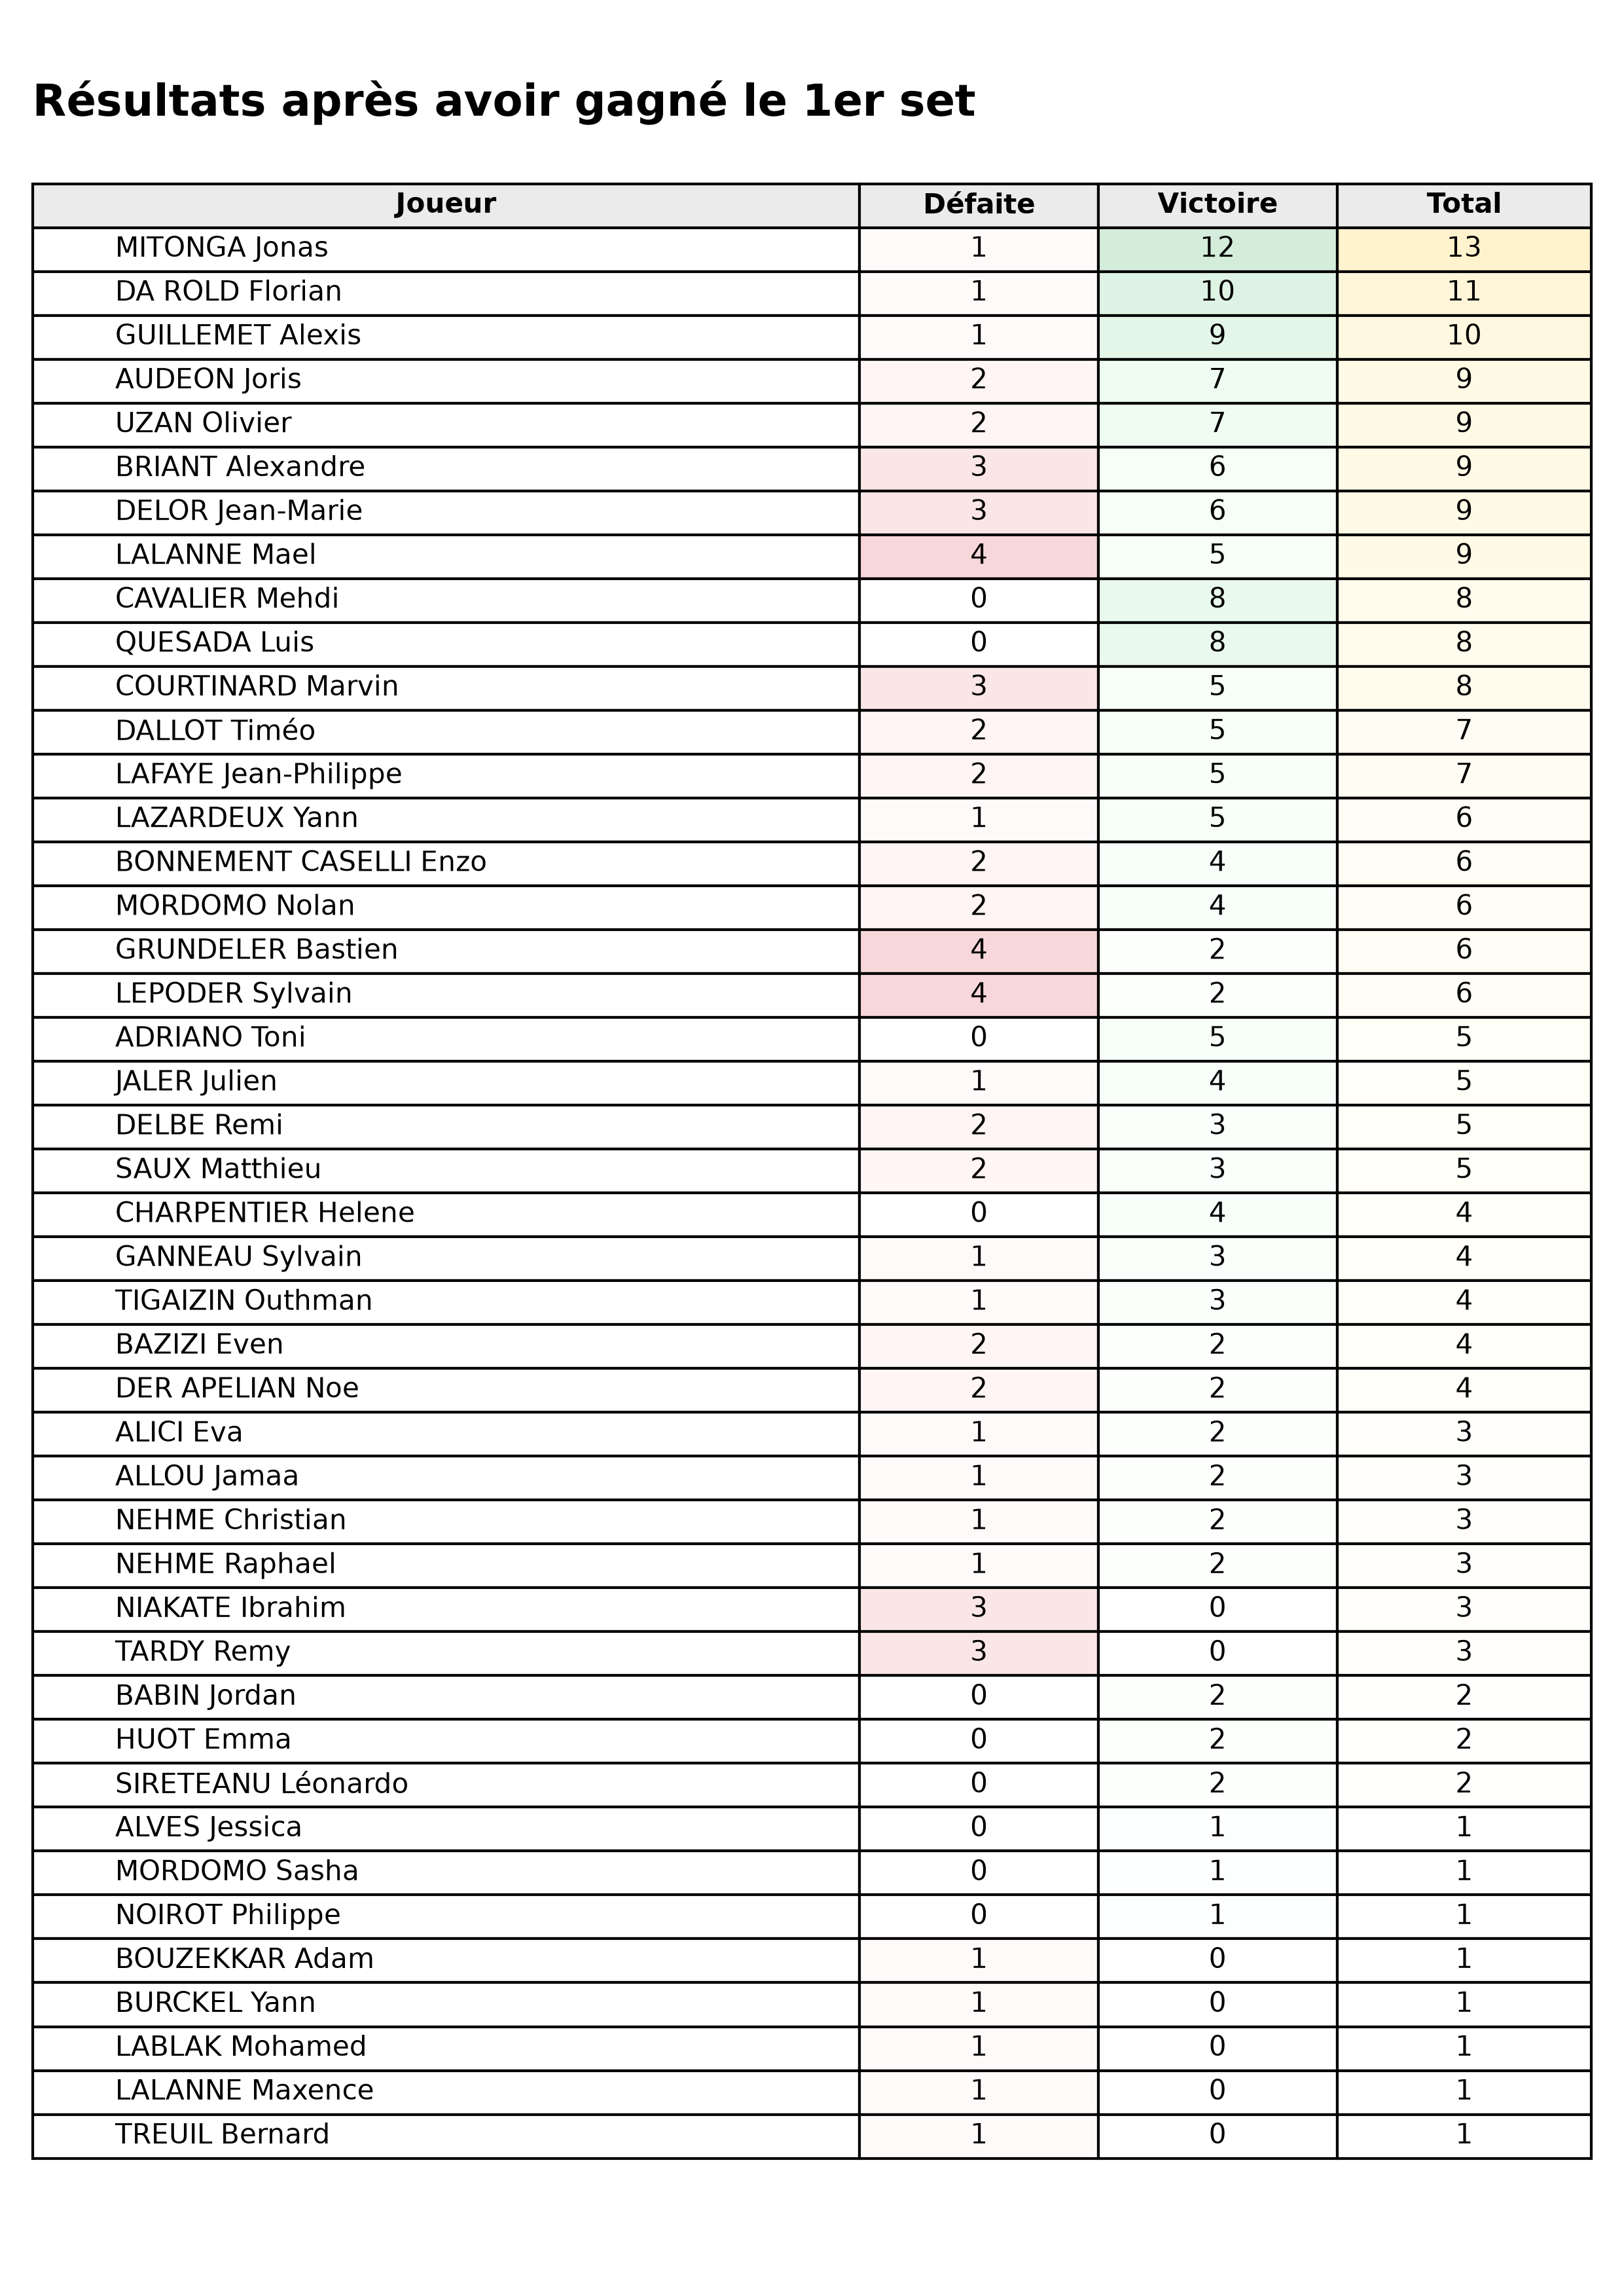 Résultats après avoir gagné le 1er set
Joueur Défaite Victoire Total
MITONGA Jonas 1 12 13
DA ROLD Florian 1 10 11
GUILLEMET Alexis 1 9 10
AUDEON Joris 2 7 9
UZAN Olivier 2 7 9
BRIANT Alexandre 3 6 9
DELOR Jean-Marie 3 6 9
LALANNE Mael 4 5 9
CAVALIER Mehdi 0 8 8
QUESADA Luis 0 8 8
COURTINARD Marvin 3 5 8
DALLOT Timéo 2 5 7
LAFAYE Jean-Philippe 2 5 7
LAZARDEUX Yann 1 5 6
BONNEMENT CASELLI Enzo 2 4 6
MORDOMO Nolan 2 4 6
GRUNDELER Bastien 4 2 6
LEPODER Sylvain 4 2 6
ADRIANO Toni 0 5 5
JALER Julien 1 4 5
DELBE Remi 2 3 5
SAUX Matthieu 2 3 5
CHARPENTIER Helene 0 4 4
GANNEAU Sylvain 1 3 4
TIGAIZIN Outhman 1 3 4
BAZIZI Even 2 2 4
DER APELIAN Noe 2 2 4
ALICI Eva 1 2 3
ALLOU Jamaa 1 2 3
NEHME Christian 1 2 3
NEHME Raphael 1 2 3
NIAKATE Ibrahim 3 0 3
TARDY Remy 3 0 3
BABIN Jordan 0 2 2
HUOT Emma 0 2 2
SIRETEANU Léonardo 0 2 2
ALVES Jessica 0 1 1
MORDOMO Sasha 0 1 1
NOIROT Philippe 0 1 1
BOUZEKKAR Adam 1 0 1
BURCKEL Yann 1 0 1
LABLAK Mohamed 1 0 1
LALANNE Maxence 1 0 1
TREUIL Bernard 1 0 1